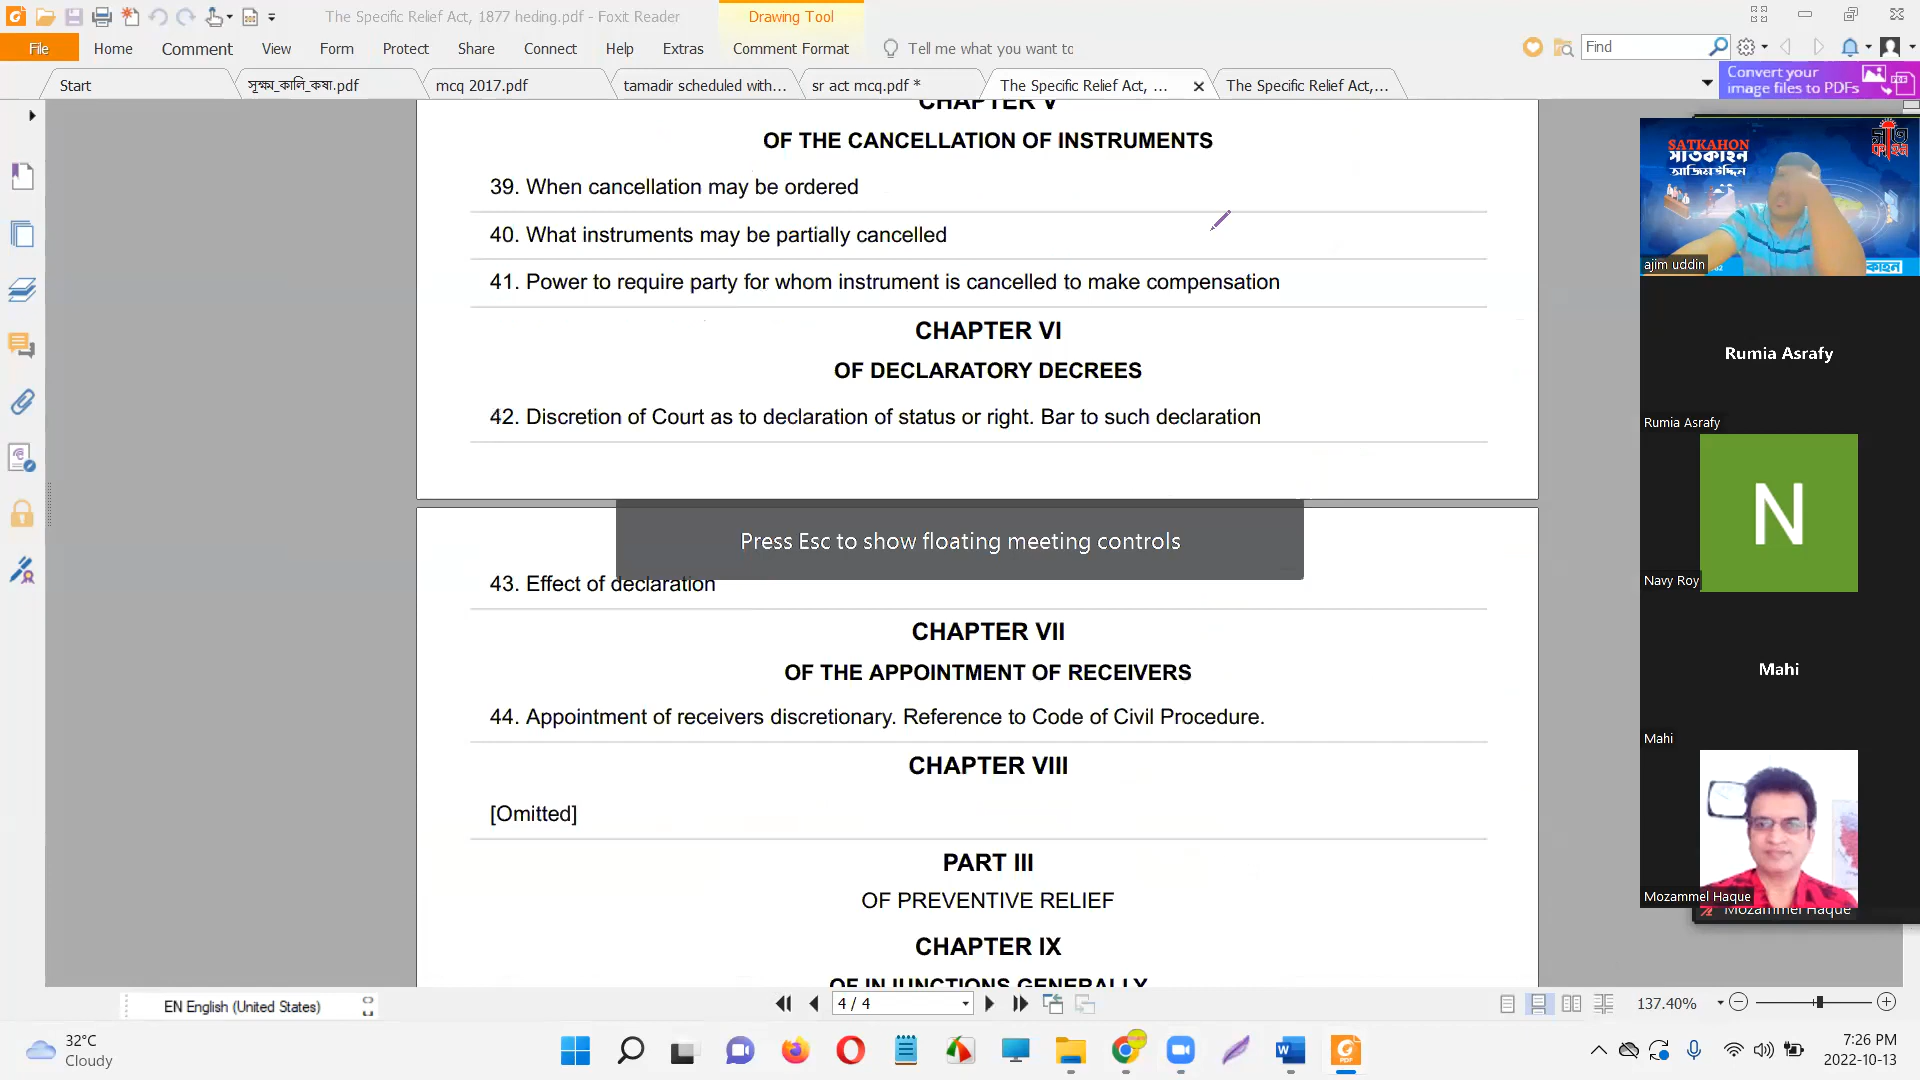 The Specific Relief Act, 1877 heding.pdf - Foxit Reader
Drawing Tool
File
Home
Comment
View
Form
Protect
Share
Connect
Help
Extras
Comment Format
Tell me what you want to
Find
Start
সূক্ষ্ম_কালি_কষা.pdf
mcq 2017.pdf
tamadir scheduled with...
sr act mcq.pdf *
The Specific Relief Act, ...
The Specific Relief Act,...
Convert your
image files to PDFs
CHAPTER V
OF THE CANCELLATION OF INSTRUMENTS
39. When cancellation may be ordered
40. What instruments may be partially cancelled
41. Power to require party for whom instrument is cancelled to make compensation
CHAPTER VI
OF DECLARATORY DECREES
42. Discretion of Court as to declaration of status or right. Bar to such declaration
Press Esc to show floating meeting controls
43. Effect of declaration
CHAPTER VII
OF THE APPOINTMENT OF RECEIVERS
44. Appointment of receivers discretionary. Reference to Code of Civil Procedure.
CHAPTER VIII
[Omitted]
PART III
OF PREVENTIVE RELIEF
CHAPTER IX
OF INJUNCTIONS GENERALLY
SATKAHON
সাতকাহন
আজিম উদ্দিন
ajim uddin
Rumia Asrafy
Rumia Asrafy
N
Navy Roy
Mahi
Mahi
Mozammel Haque
Mozammel Haque
EN English (United States)
4 / 4
137.40%
32°C
Cloudy
7:26 PM
2022-10-13